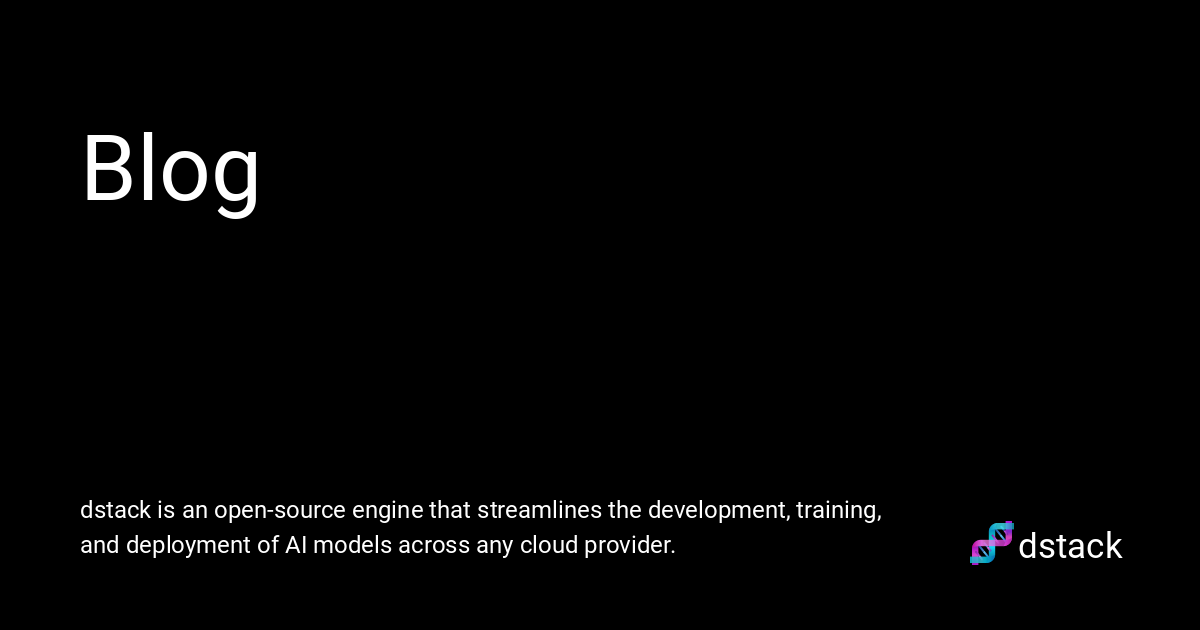 Blog
dstack is an open-source engine that streamlines the development, training,
and deployment of AI models across any cloud provider.
dstack